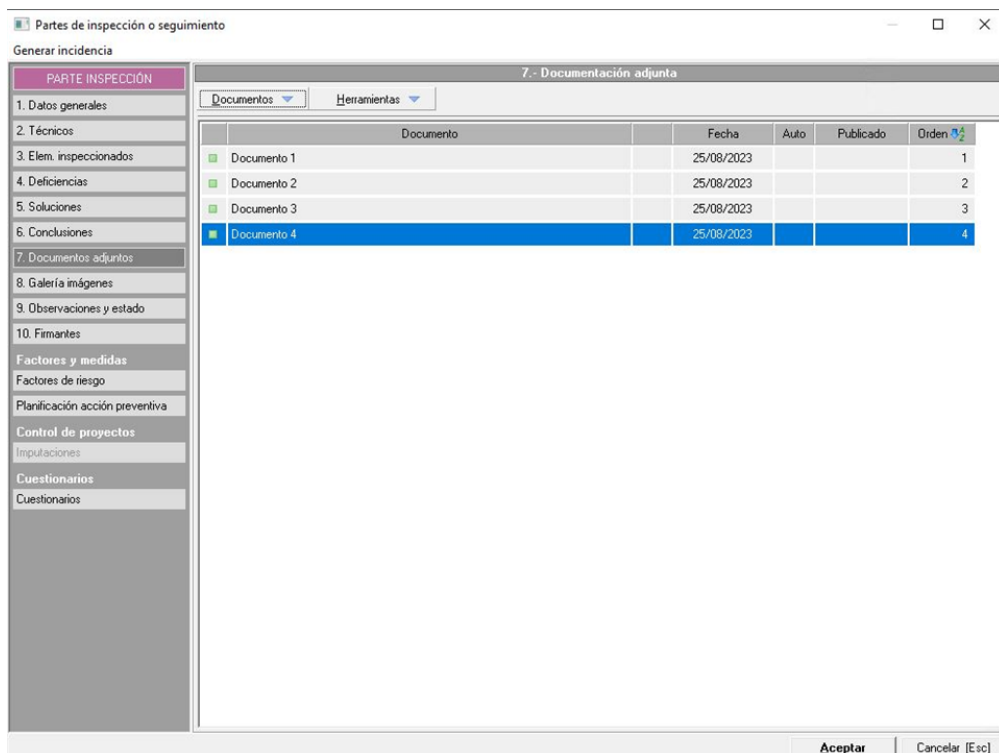 Partes de inspección o seguimiento
Generar incidencia
PARTE INSPECCIÓN
1. Datos generales
2. Técnicos
3. Elem. inspeccionados
4. Deficiencias
5. Soluciones
6. Conclusiones
7. Documentos adjuntos
8. Galería imágenes
9. Observaciones y estado
10. Firmantes
Factores y medidas
Factores de riesgo
Planificación acción preventiva
Control de proyectos
Imputaciones
Cuestionarios
Cuestionarios
7.- Documentación adjunta
Documentos Herramientas
Documento Fecha Auto Publicado Orden
Documento 1 25/08/2023 1
Documento 2 25/08/2023 2
Documento 3 25/08/2023 3
Documento 4 25/08/2023 4
Aceptar Cancelar [Esc]